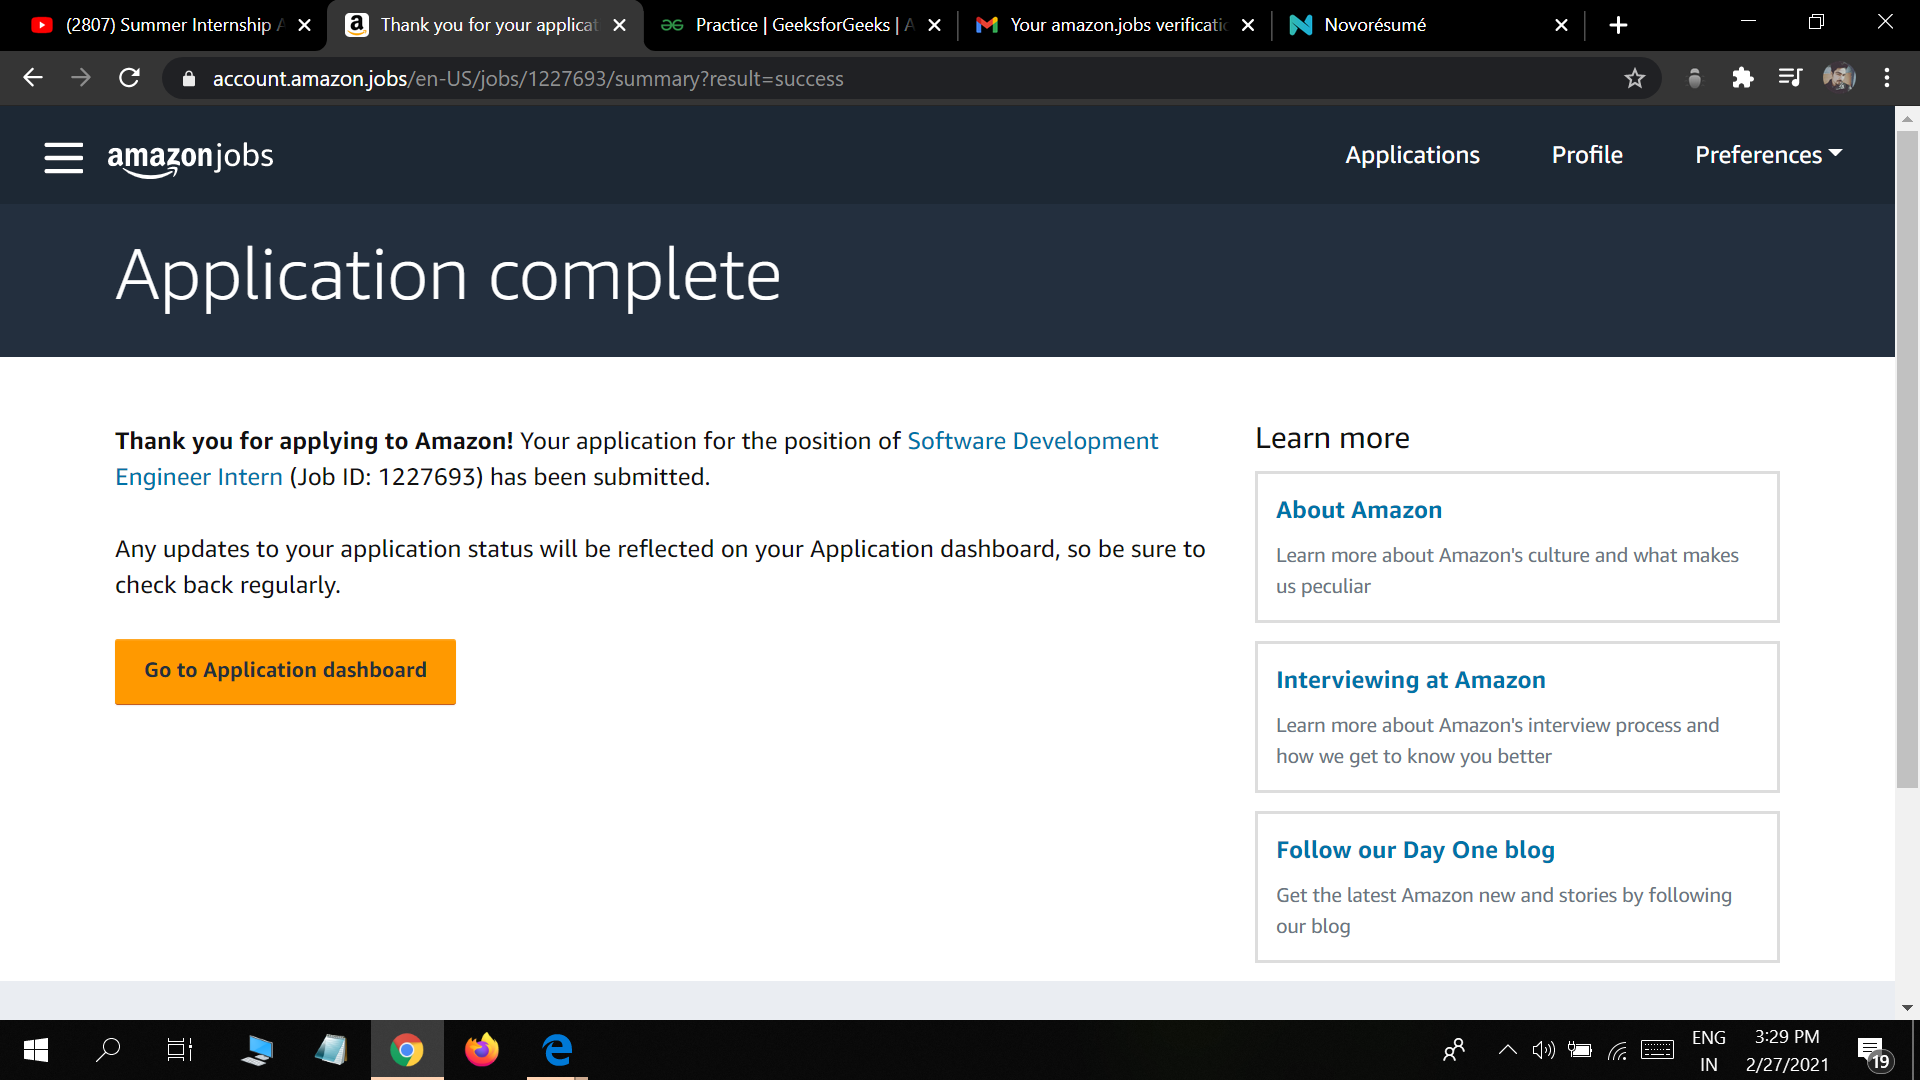 (2807) Summer Internship
Thank you for your applicat
Practice | GeeksforGeeks |
Your amazon.jobs verificati
Novorésumé
account.amazon.jobs/en-US/jobs/1227693/summary?result=success
amazon jobs
Applications
Profile
Preferences
Application complete
Thank you for applying to Amazon! Your application for the position of Software Development
Engineer Intern (Job ID: 1227693) has been submitted.
Any updates to your application status will be reflected on your Application dashboard, so be sure to
check back regularly.
Go to Application dashboard
Learn more
About Amazon
Learn more about Amazon's culture and what makes
us peculiar
Interviewing at Amazon
Learn more about Amazon's interview process and
how we get to know you better
Follow our Day One blog
Get the latest Amazon new and stories by following
our blog
ENG
IN
3:29 PM
2/27/2021
19